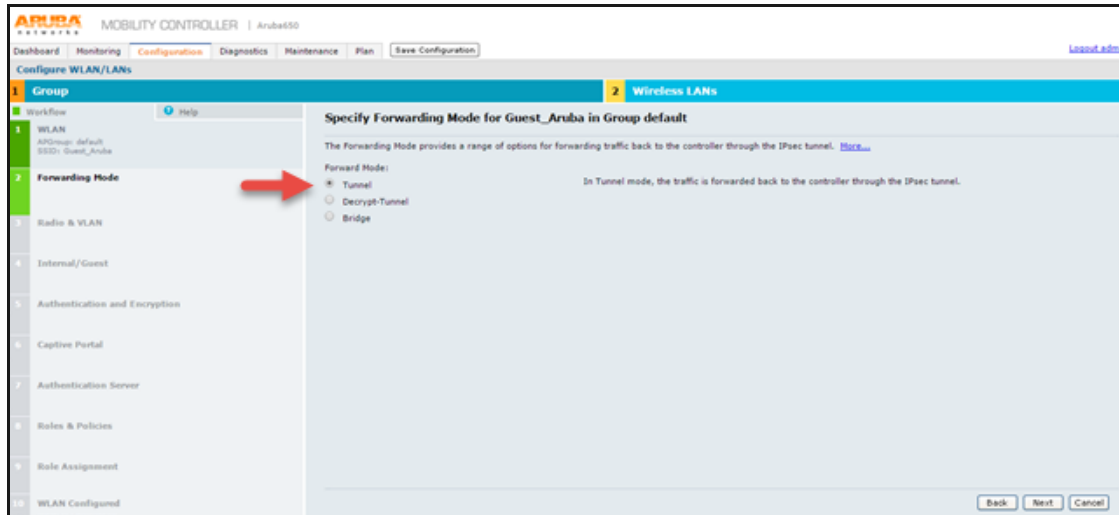 ARUBA networks MOBILITY CONTROLLER | Aruba650
Dashboard Monitoring Configuration Diagnostics Maintenance Plan Save Configuration Logout adm
Configure WLAN/LANs
1 Group 2 Wireless LANs
Workflow Help
1 WLAN
APGroup: default
SSID: Guest_Aruba
2 Forwarding Mode
3 Radio & VLAN
4 Internal/Guest
5 Authentication and Encryption
6 Captive Portal
7 Authentication Server
8 Roles & Policies
9 Role Assignment
10 WLAN Configured
Specify Forwarding Mode for Guest_Aruba in Group default
The Forwarding Mode provides a range of options for forwarding traffic back to the controller through the IPsec tunnel. More...
Forward Mode:
Tunnel In Tunnel mode, the traffic is forwarded back to the controller through the IPsec tunnel.
Decrypt-Tunnel
Bridge
Back Next Cancel